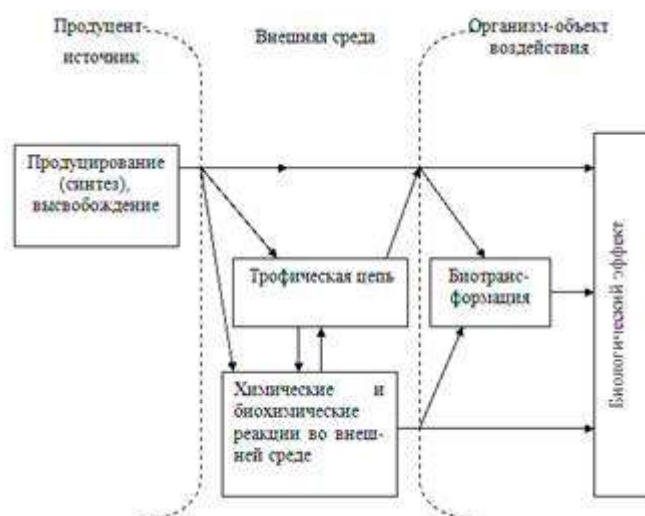 Продуцент-
источник
Внешняя среда
Организм-объект
воздействия
Продуцирование
(синтез),
высвобождение
Трофическая цепь
Биотранс-
формация
Химические и
биохимические
реакции во внеш-
ней среде
Биологический эффект